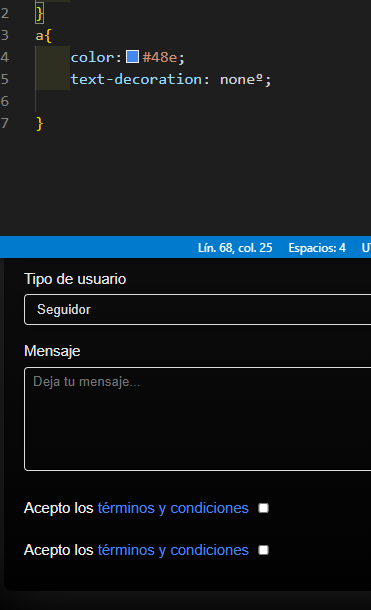 2 }
3 a{
4 color: #48e;
5 text-decoration: noneº;
6
7 }
Lín. 68, col. 25 Espacios: 4 U
Tipo de usuario
Seguidor
Mensaje
Deja tu mensaje...
Acepto los términos y condiciones
Acepto los términos y condiciones